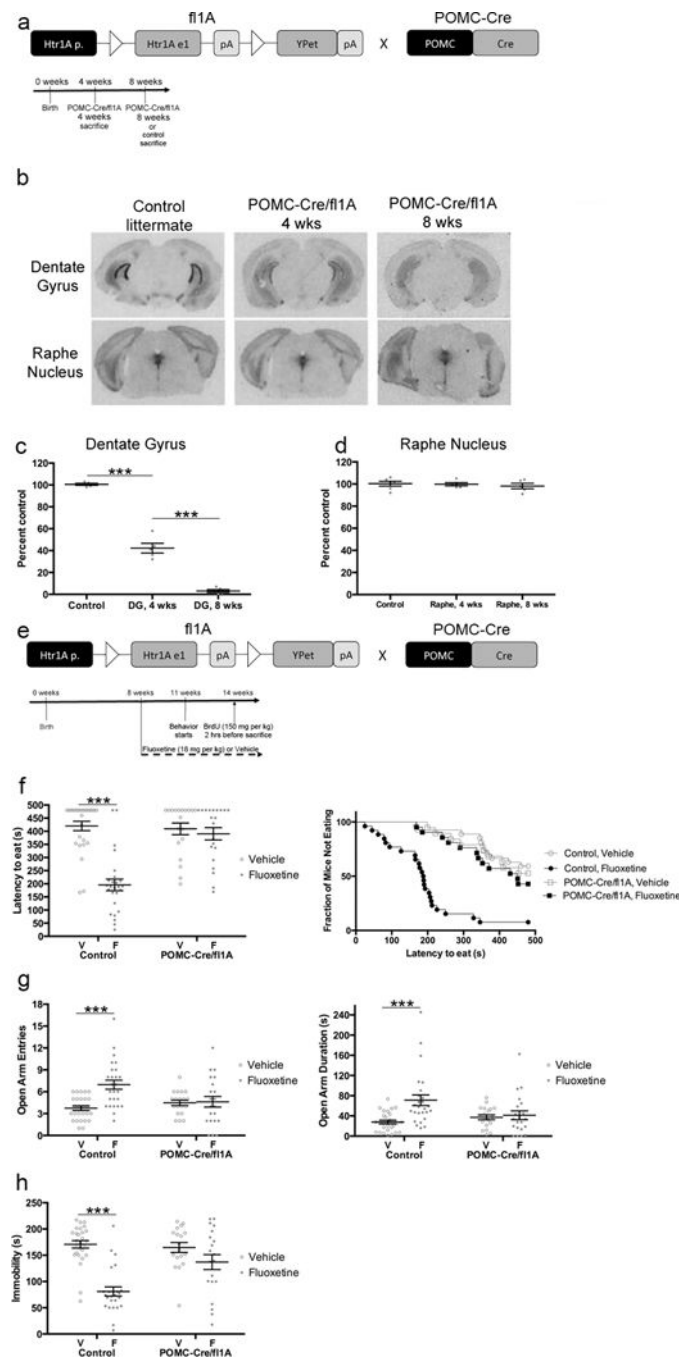 a
fl1A
POMC-Cre
Htr1A p.
Htr1A e1
pA
YPet
pA
X
POMC
Cre
0 weeks
4 weeks
8 weeks
Birth
POMC-Cre/fl1A
4 weeks
sacrifice
POMC-Cre/fl1A
8 weeks
or
control
sacrifice
b
Control
littermate
POMC-Cre/fl1A
4 wks
POMC-Cre/fl1A
8 wks
Dentate
Gyrus
Raphe
Nucleus
c
Dentate Gyrus
Percent control
120
100
80
60
40
20
0
***
***
Control
DG, 4 wks
DG, 8 wks
d
Raphe Nucleus
Percent control
120
100
80
60
40
20
0
Control
Raphe, 4 wks
Raphe, 8 wks
e
fl1A
POMC-Cre
Htr1A p.
Htr1A e1
pA
YPet
pA
X
POMC
Cre
0 weeks
8 weeks
11 weeks
14 weeks
Birth
Behavior
starts
BrdU (150 mg per kg)
2 hrs before sacrifice
Fluoxetine (18 mg per kg) or Vehicle
f
Latency to eat (s)
500
450
400
350
300
250
200
150
100
50
0
***
V
F
V
F
Control
POMC-Cre/fl1A
Vehicle
Fluoxetine
Fraction of Mice Not Eating
100
50
0
0
100
200
300
400
500
Latency to eat (s)
Control, Vehicle
Control, Fluoxetine
POMC-Cre/fl1A, Vehicle
POMC-Cre/fl1A, Fluoxetine
g
Open Arm Entries
18
15
12
9
6
3
0
***
V
F
V
F
Control
POMC-Cre/fl1A
Vehicle
Fluoxetine
Open Arm Duration (s)
240
200
160
120
80
40
0
***
V
F
V
F
Control
POMC-Cre/fl1A
Vehicle
Fluoxetine
h
Immobility (s)
250
200
150
100
50
0
***
V
F
V
F
Control
POMC-Cre/fl1A
Vehicle
Fluoxetine